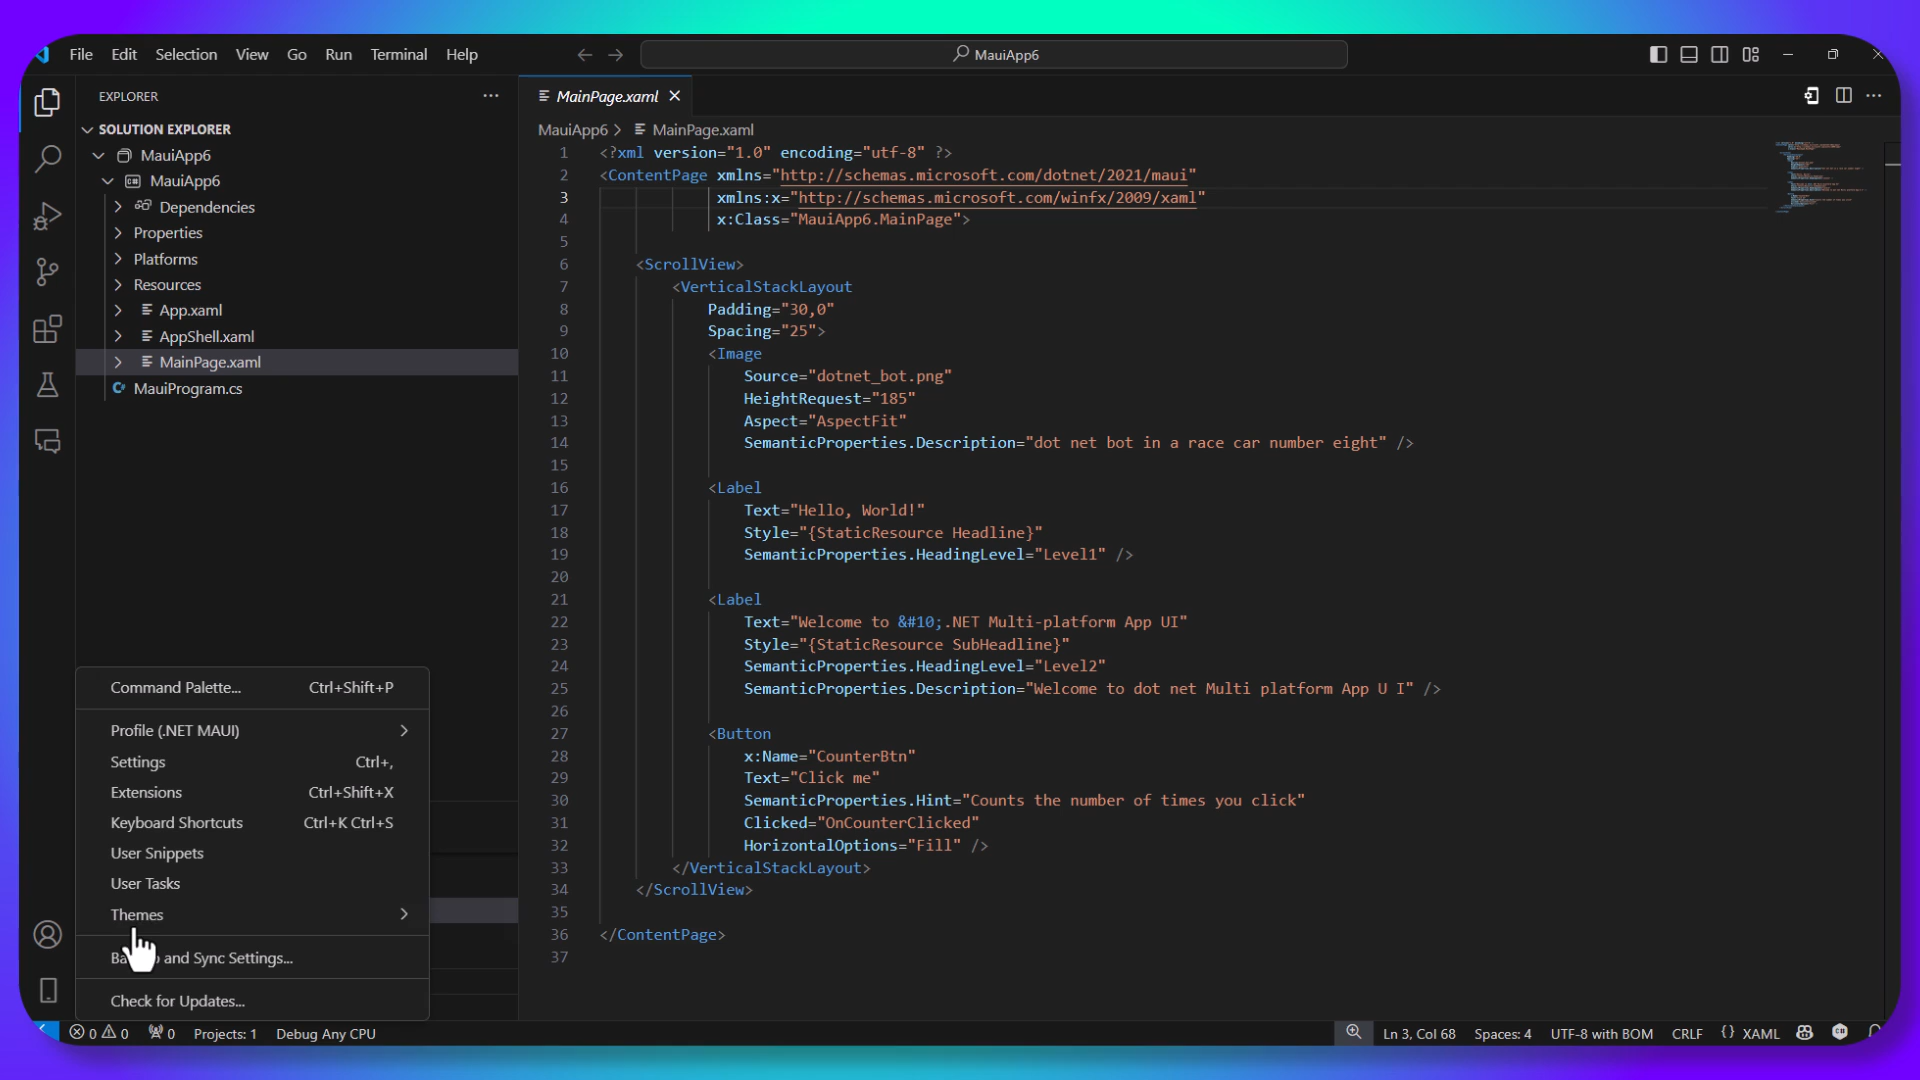 File Edit Selection View Go Run Terminal Help
MauiApp6
EXPLORER
SOLUTION EXPLORER
MauiApp6
MauiApp6
Dependencies
Properties
Platforms
Resources
App.xaml
AppShell.xaml
MainPage.xaml
MauiProgram.cs
MainPage.xaml
MauiApp6 > MainPage.xaml
1 <?xml version="1.0" encoding="utf-8" ?>
2 <ContentPage xmlns="http://schemas.microsoft.com/dotnet/2021/maui"
3 xmlns:x="http://schemas.microsoft.com/winfx/2009/xaml"
4 x:Class="MauiApp6.MainPage">
5
6 <ScrollView>
7 <VerticalStackLayout
8 Padding="30,0"
9 Spacing="25">
10 <Image
11 Source="dotnet_bot.png"
12 HeightRequest="185"
13 Aspect="AspectFit"
14 SemanticProperties.Description="dot net bot in a race car number eight" />
15
16 <Label
17 Text="Hello, World!"
18 Style="{StaticResource Headline}"
19 SemanticProperties.HeadingLevel="Level1" />
20
21 <Label
22 Text="Welcome to &#10;.NET Multi-platform App UI"
23 Style="{StaticResource SubHeadline}"
24 SemanticProperties.HeadingLevel="Level2"
25 SemanticProperties.Description="Welcome to dot net Multi platform App U I" />
26
27 <Button
28 x:Name="CounterBtn"
29 Text="Click me"
30 SemanticProperties.Hint="Counts the number of times you click"
31 Clicked="OnCounterClicked"
32 HorizontalOptions="Fill" />
33 </VerticalStackLayout>
34 </ScrollView>
35
36 </ContentPage>
37
Command Palette... Ctrl+Shift+P
Profile (.NET MAUI)
Settings Ctrl+,
Extensions Ctrl+Shift+X
Keyboard Shortcuts Ctrl+K Ctrl+S
User Snippets
User Tasks
Themes
and Sync Settings...
Check for Updates...
0 0 0 Projects: 1 Debug Any CPU
Ln 3, Col 68 Spaces: 4 UTF-8 with BOM CRLF {} XAML